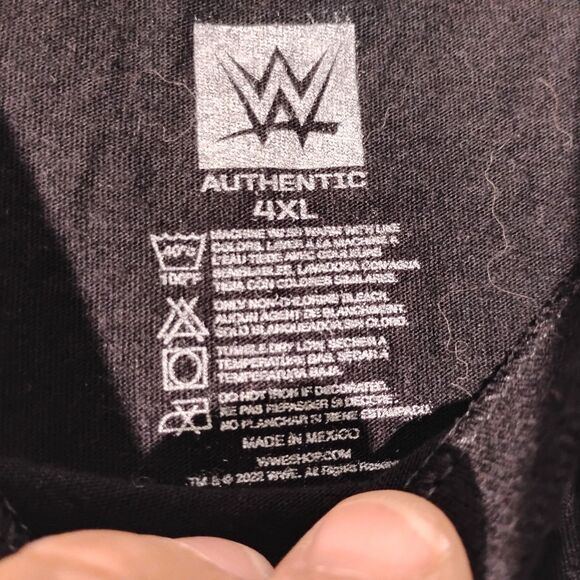 W
AUTHENTIC
4XL
40°C
100°F
MACHINE WASH WARM WITH LIKE
COLORS. LAVER À LA MACHINE À
L'EAU TIEDE AVEC COULEURS
SEMBLABLES. LAVADORA CON AGUA
TIBIA CON COLORES SIMILARES.
ONLY NON-CHLORINE BLEACH.
AUCUN AGENT DE BLANCHIMENT.
SOLO BLANQUEADOR SIN CLORO.
TUMBLE DRY LOW. SECHER A
TEMPERATURE BAS. SECAR A
TEMPERATURA BAJA.
DO NOT IRON IF DECORATED.
NE PAS REPASSER SI DECORE.
NO PLANCHAR SI TIENE ESTAMPADO.
MADE IN MEXICO
WWESHOP.COM
TM & © 2022 WWE. All Rights Reserved